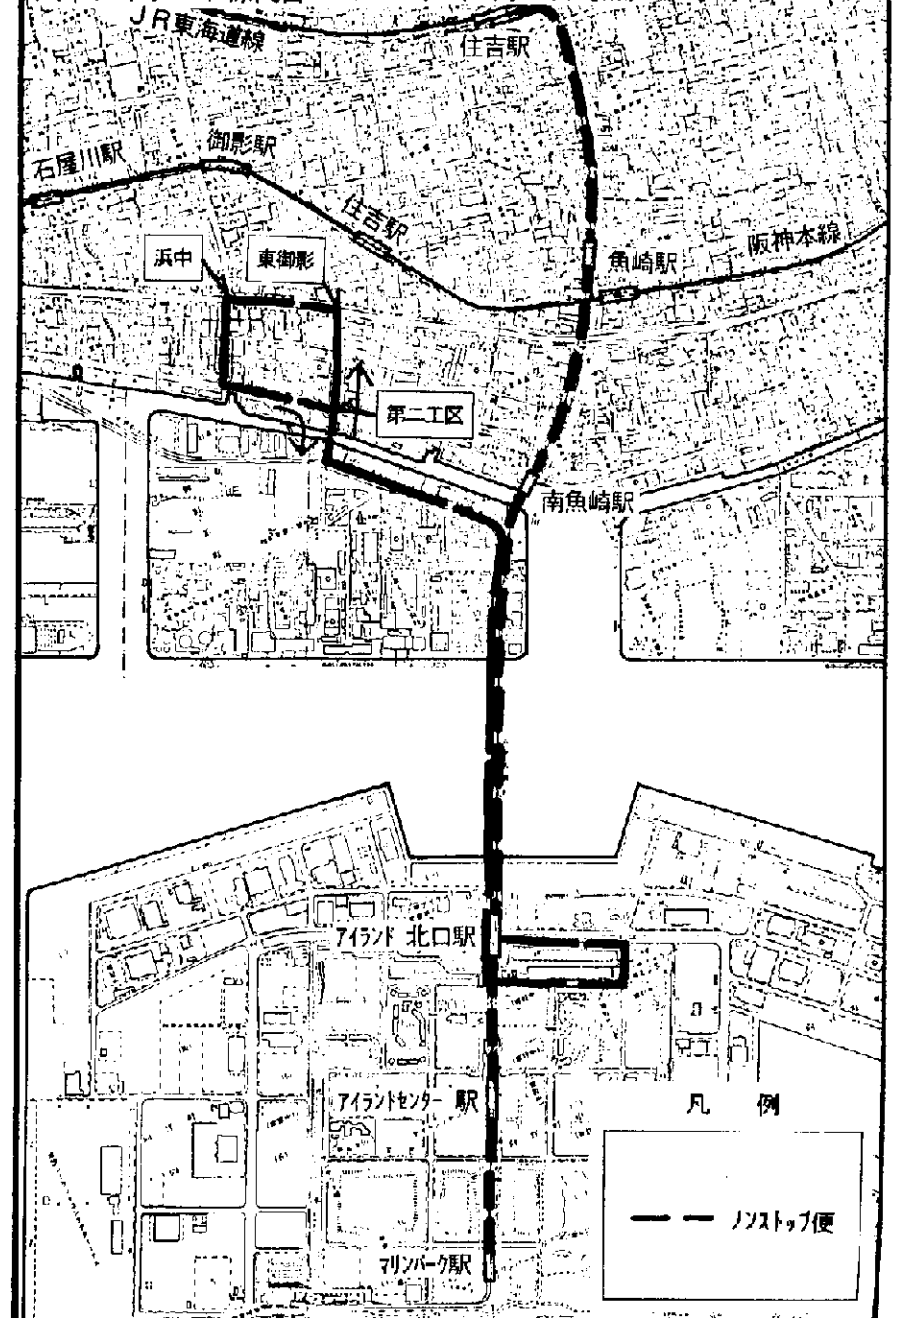 JR東海道線
住吉駅
御影駅
石屋川駅
住吉駅
浜中
東御影
魚崎駅
阪神本線
第二工区
南魚崎駅
アイランド 北口駅
アイランドセンター 駅
凡 例
ノンストップ便
マリンパーク駅